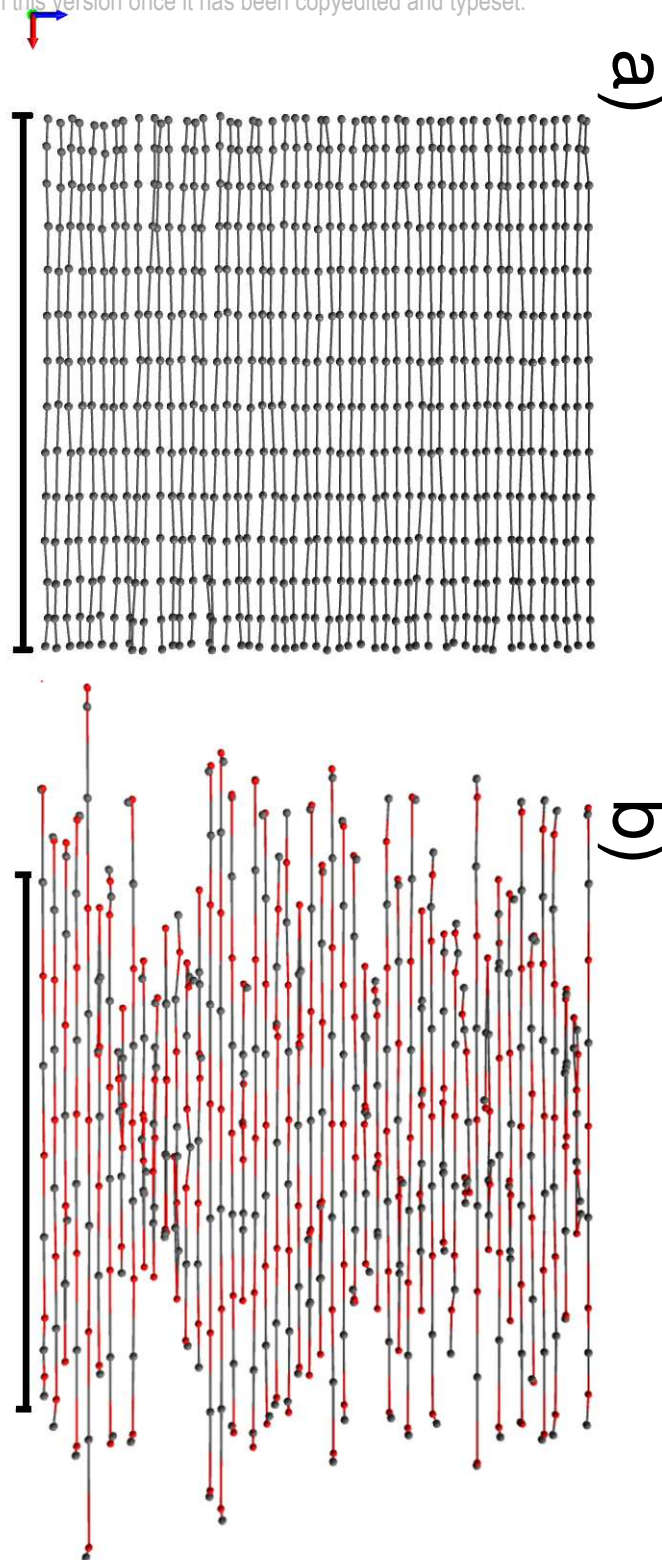 this version once it has been copyedited and typeset.
a)
b)